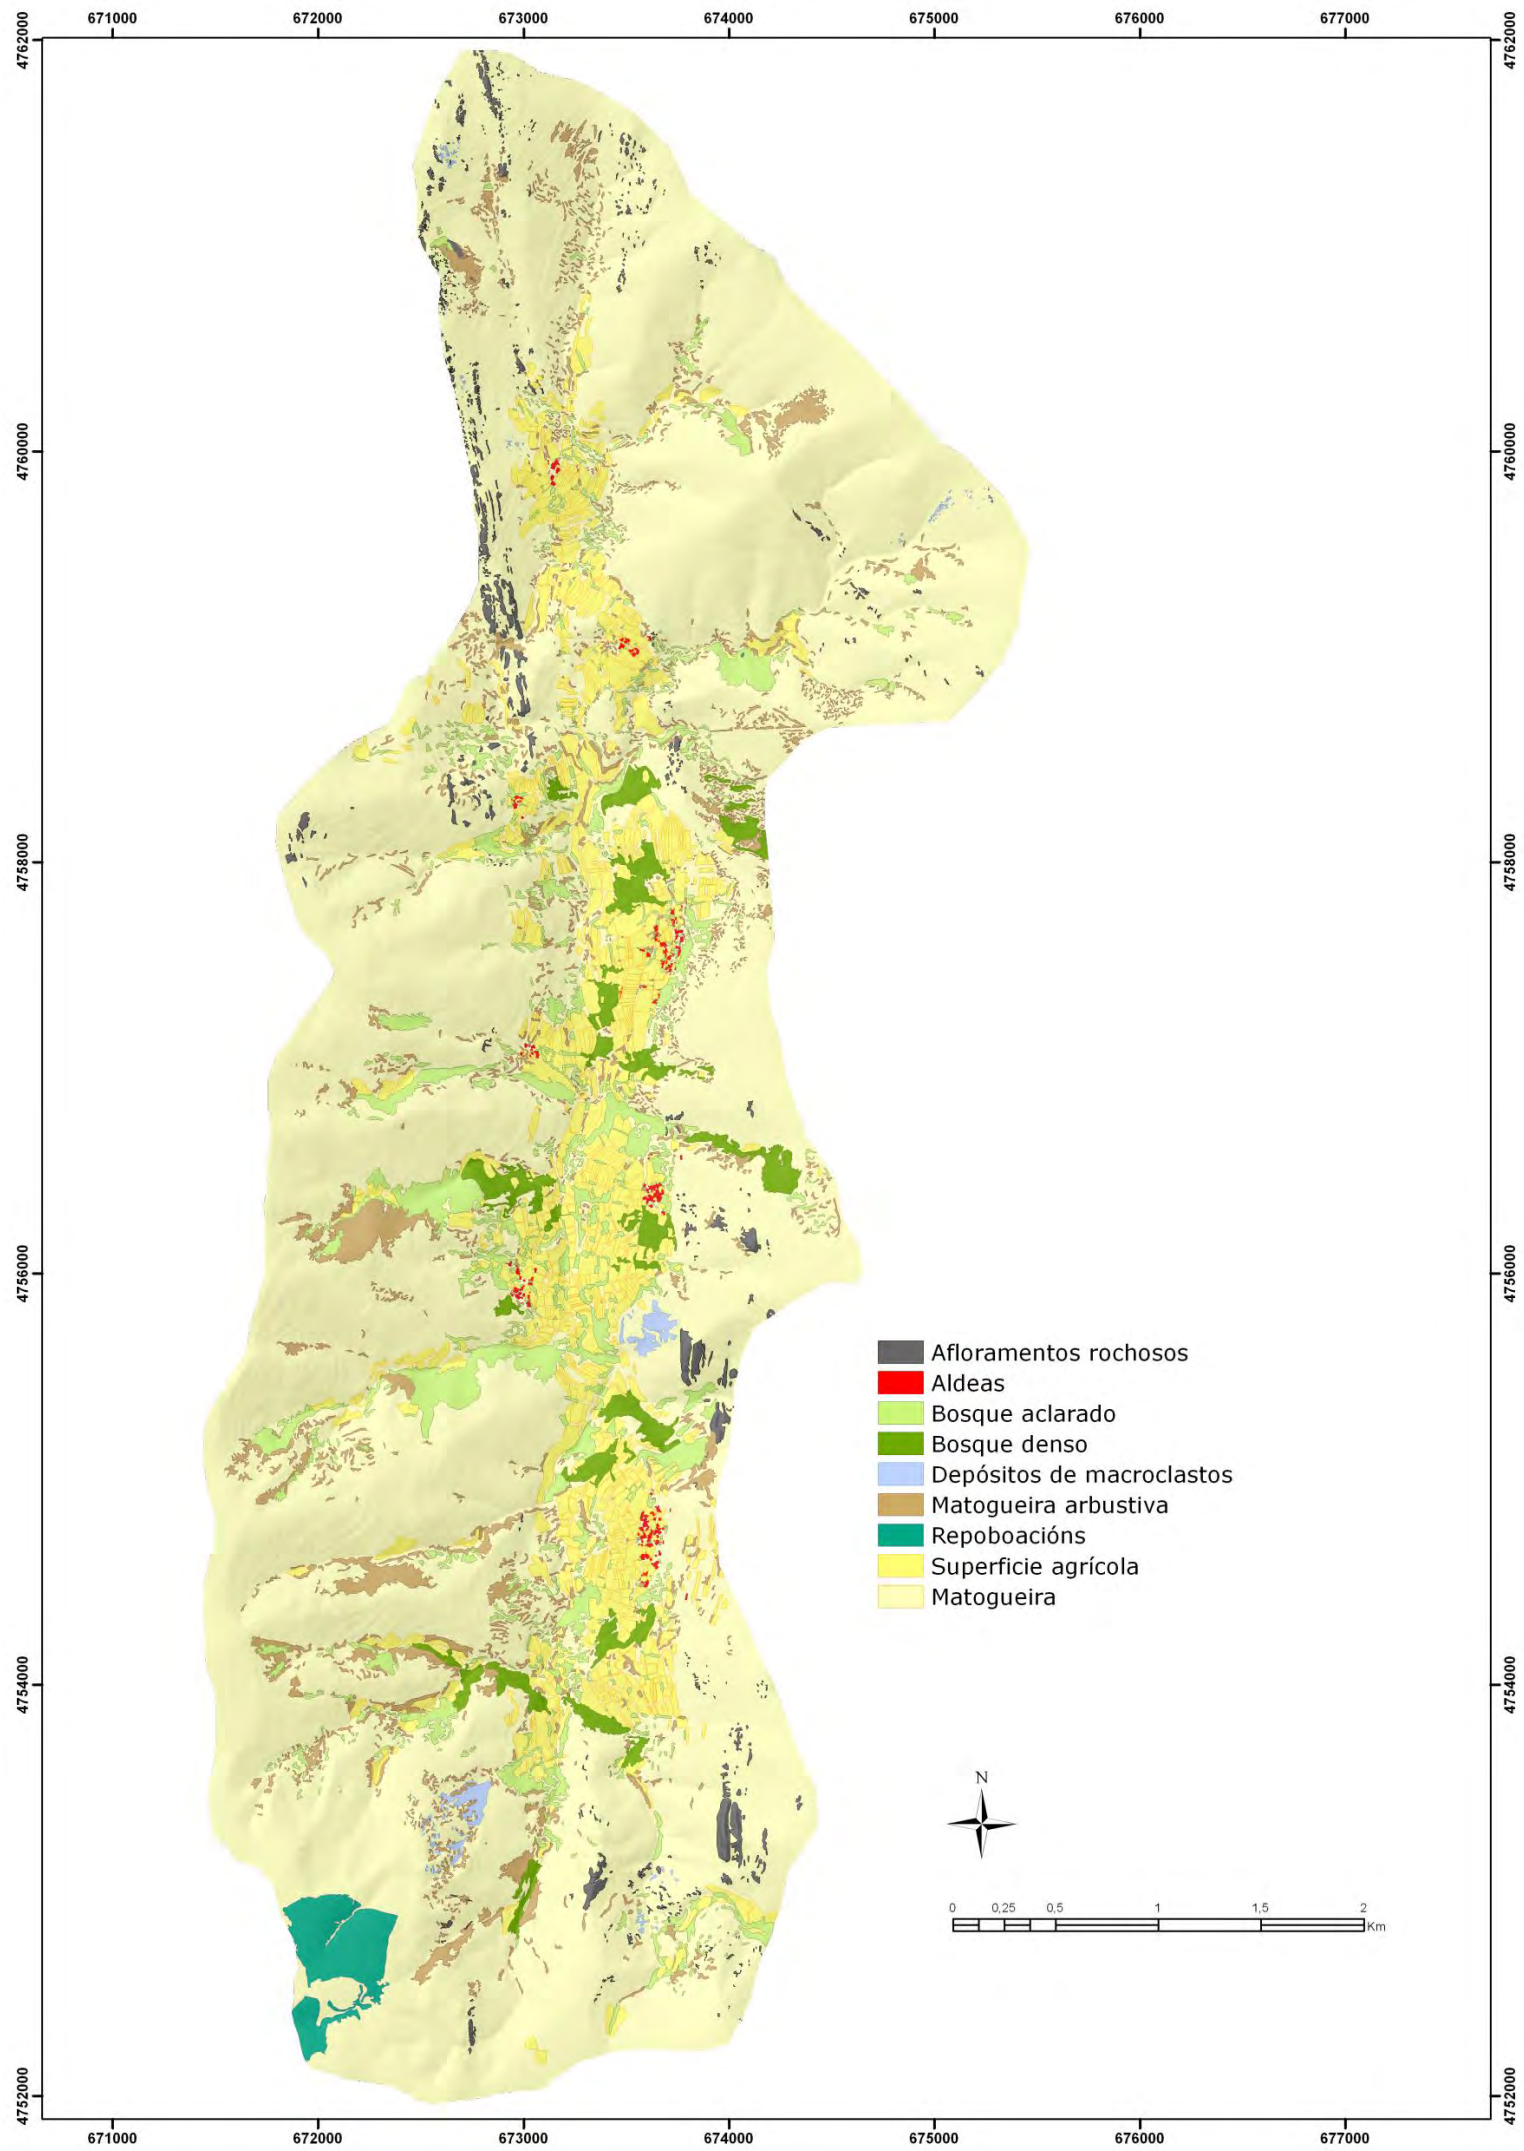 671000 672000 673000 674000 675000 676000 677000
4762000 4762000
4760000 4760000
4758000 4758000
4756000 4756000
Afloramentos rochosos
Aldeas
Bosque aclarado
Bosque denso
Depósitos de macroclastos
Matogueira arbustiva
Repoboacións
Superficie agrícola
Matogueira
4754000 4754000
N
0 0,25 0,5 1 1,5 2
Km
4752000 4752000
671000 672000 673000 674000 675000 676000 677000